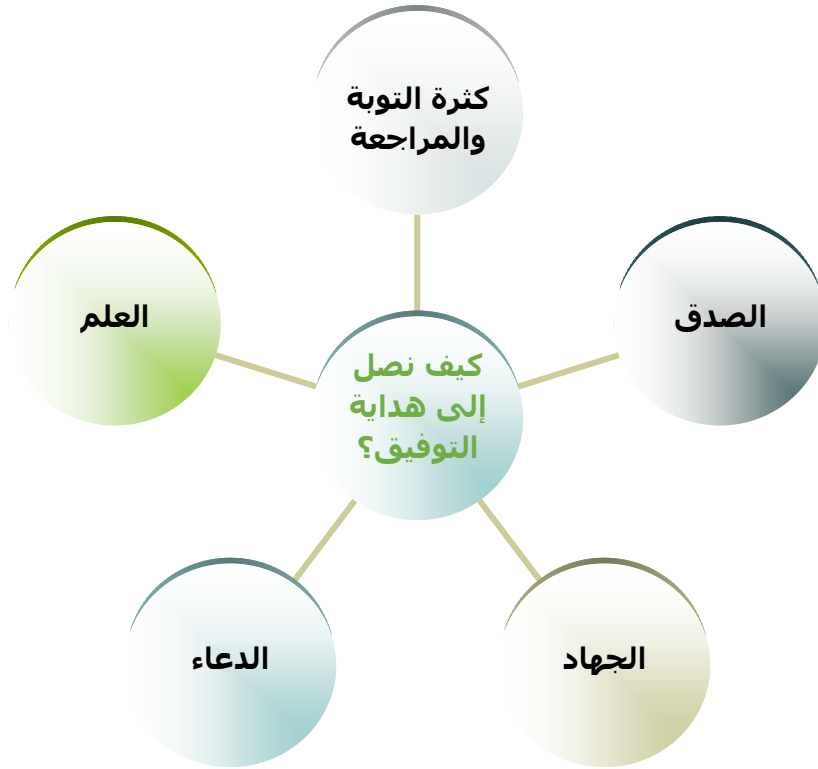 كثرة التوبة
والمراجعة
الصدق
العلم
كيف نصل
إلى هداية
التوفيق؟
الجهاد
الدعاء